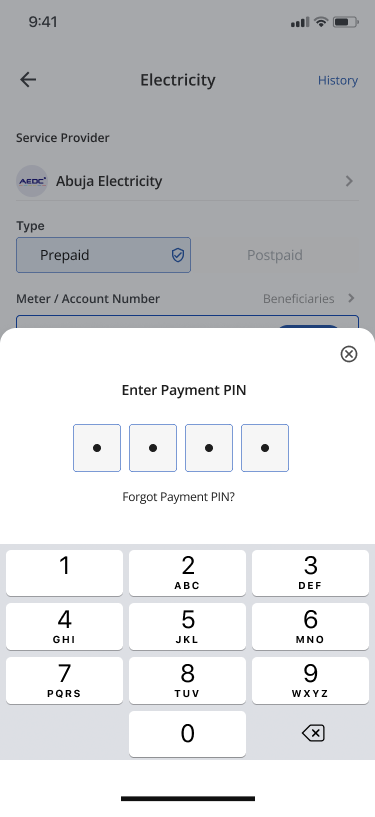 9:41
Electricity
History
Service Provider
AEDC
Abuja Electricity
Type
Prepaid
Postpaid
Meter / Account Number
Beneficiaries
Enter Payment PIN
Forgot Payment PIN?
1
2
ABC
3
DEF
4
GHI
5
JKL
6
MNO
7
PQRS
8
TUV
9
WXYZ
0